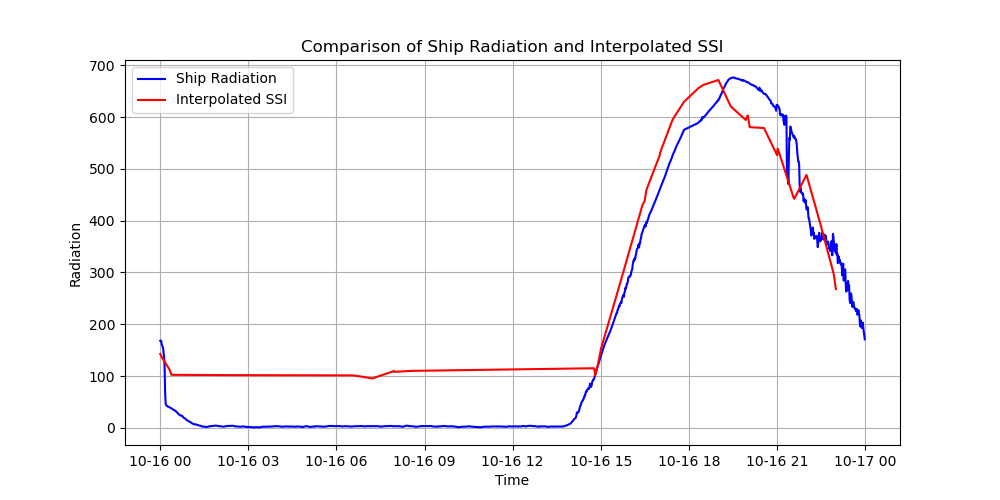 Comparison of Ship Radiation and Interpolated SSI
Ship Radiation
Interpolated SSI
Radiation
700
600
500
400
300
200
100
0
10-16 00 10-16 03 10-16 06 10-16 09 10-16 12 10-16 15 10-16 18 10-16 21 10-17 00
Time